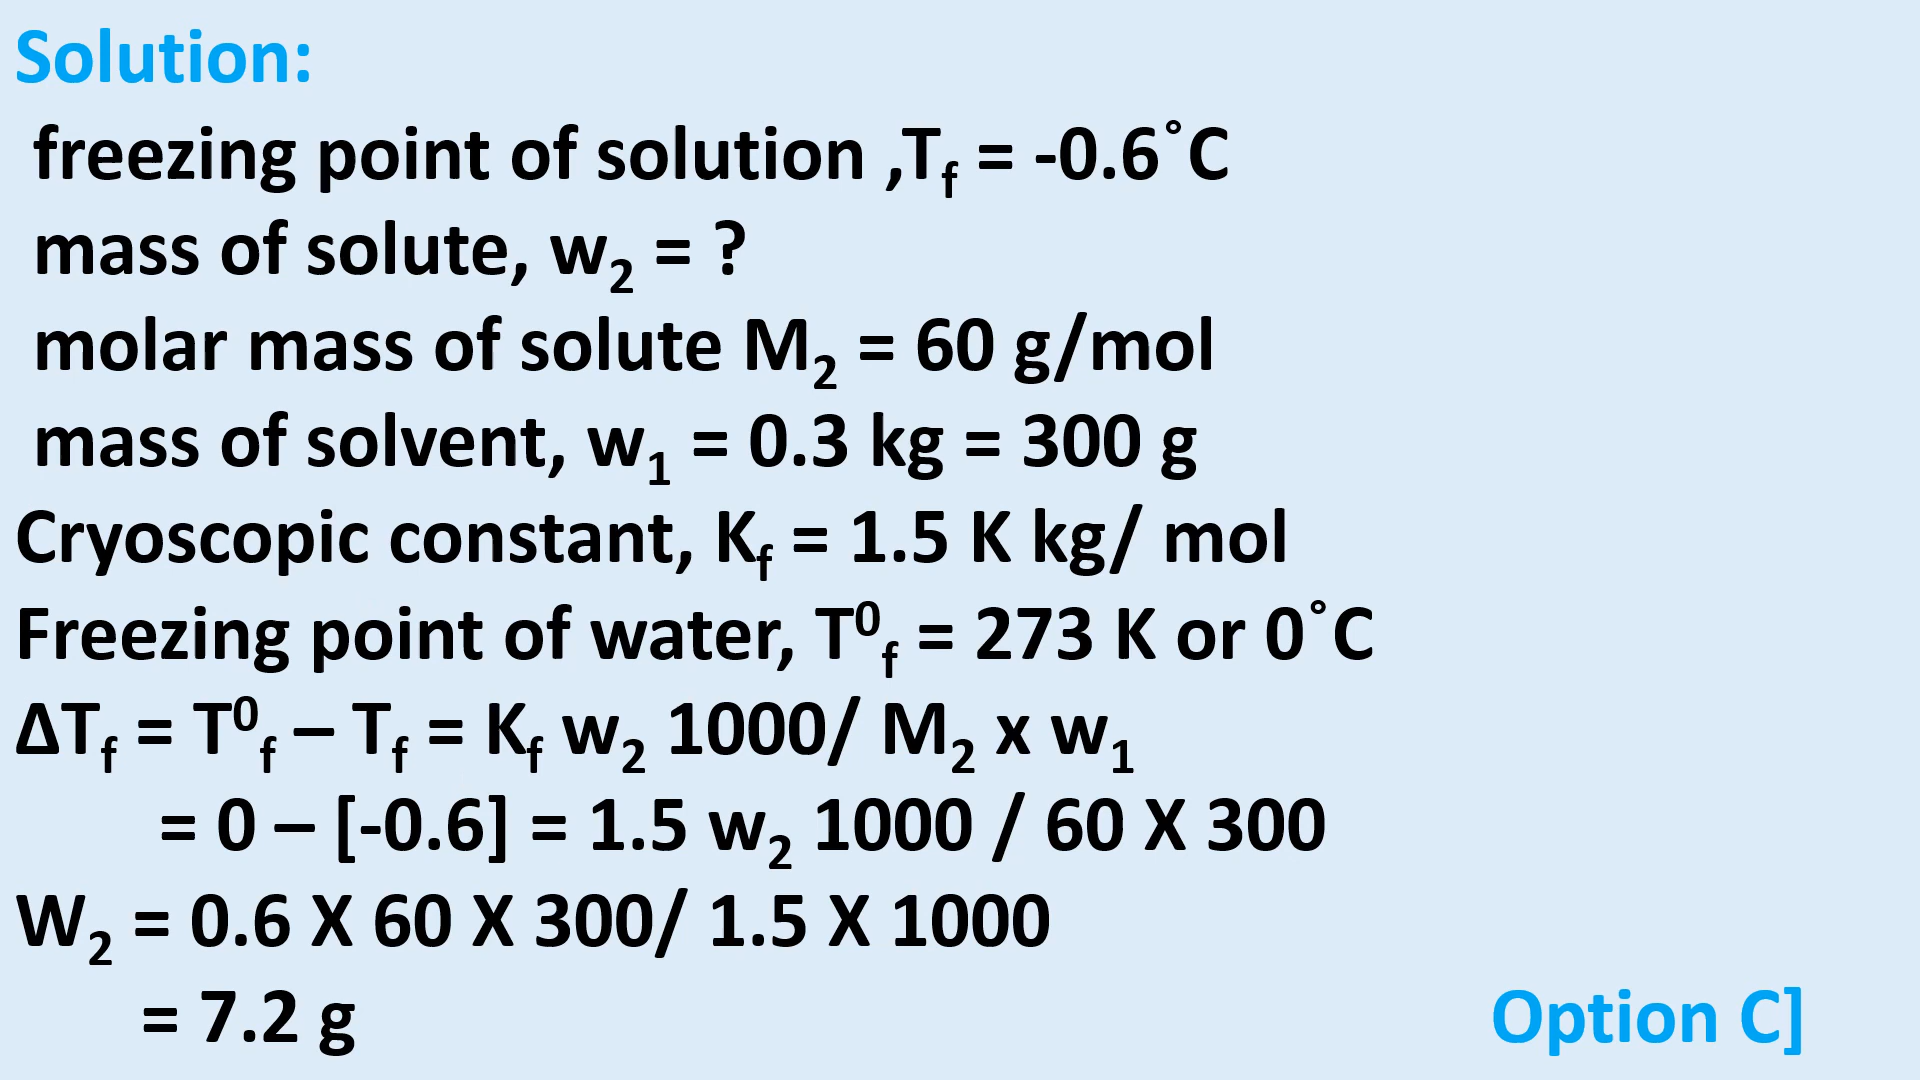 Solution:
freezing point of solution ,Tf = -0.6˚C
mass of solute, w2 = ?
molar mass of solute M2 = 60 g/mol
mass of solvent, w1 = 0.3 kg = 300 g
Cryoscopic constant, Kf = 1.5 K kg/ mol
Freezing point of water, T⁰f = 273 K or 0˚C
ΔTf = T⁰f – Tf = Kf w2 1000/ M2 x w1
= 0 – [-0.6] = 1.5 w2 1000 / 60 X 300
W2 = 0.6 X 60 X 300/ 1.5 X 1000
= 7.2 g
Option C]